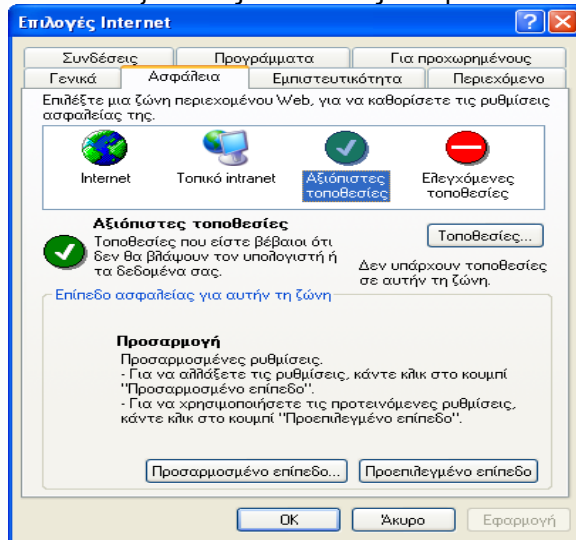 Επιλογές Internet
Συνδέσεις Προγράμματα Για προχωρημένους
Γενικά Ασφάλεια Εμπιστευτικότητα Περιεχόμενο
Επιλέξτε μια ζώνη περιεχομένου Web, για να καθορίσετε τις ρυθμίσεις
ασφαλείας της.
Internet Τοπικό intranet Αξιόπιστες τοποθεσίες Ελεγχόμενες τοποθεσίες
Αξιόπιστες τοποθεσίες
Τοποθεσίες που είστε βέβαιοι ότι
δεν θα βλάψουν τον υπολογιστή ή
τα δεδομένα σας.
Τοποθεσίες...
Δεν υπάρχουν τοποθεσίες
σε αυτήν τη ζώνη.
Επίπεδο ασφαλείας για αυτήν τη ζώνη
Προσαρμογή
Προσαρμοσμένες ρυθμίσεις.
- Για να αλλάξετε τις ρυθμίσεις, κάντε κλικ στο κουμπί
"Προσαρμοσμένο επίπεδο".
- Για να χρησιμοποιήσετε τις προτεινόμενες ρυθμίσεις,
κάντε κλικ στο κουμπί "Προεπιλεγμένο επίπεδο".
Προσαρμοσμένο επίπεδο... Προεπιλεγμένο επίπεδο
OK Άκυρο Εφαρμογή